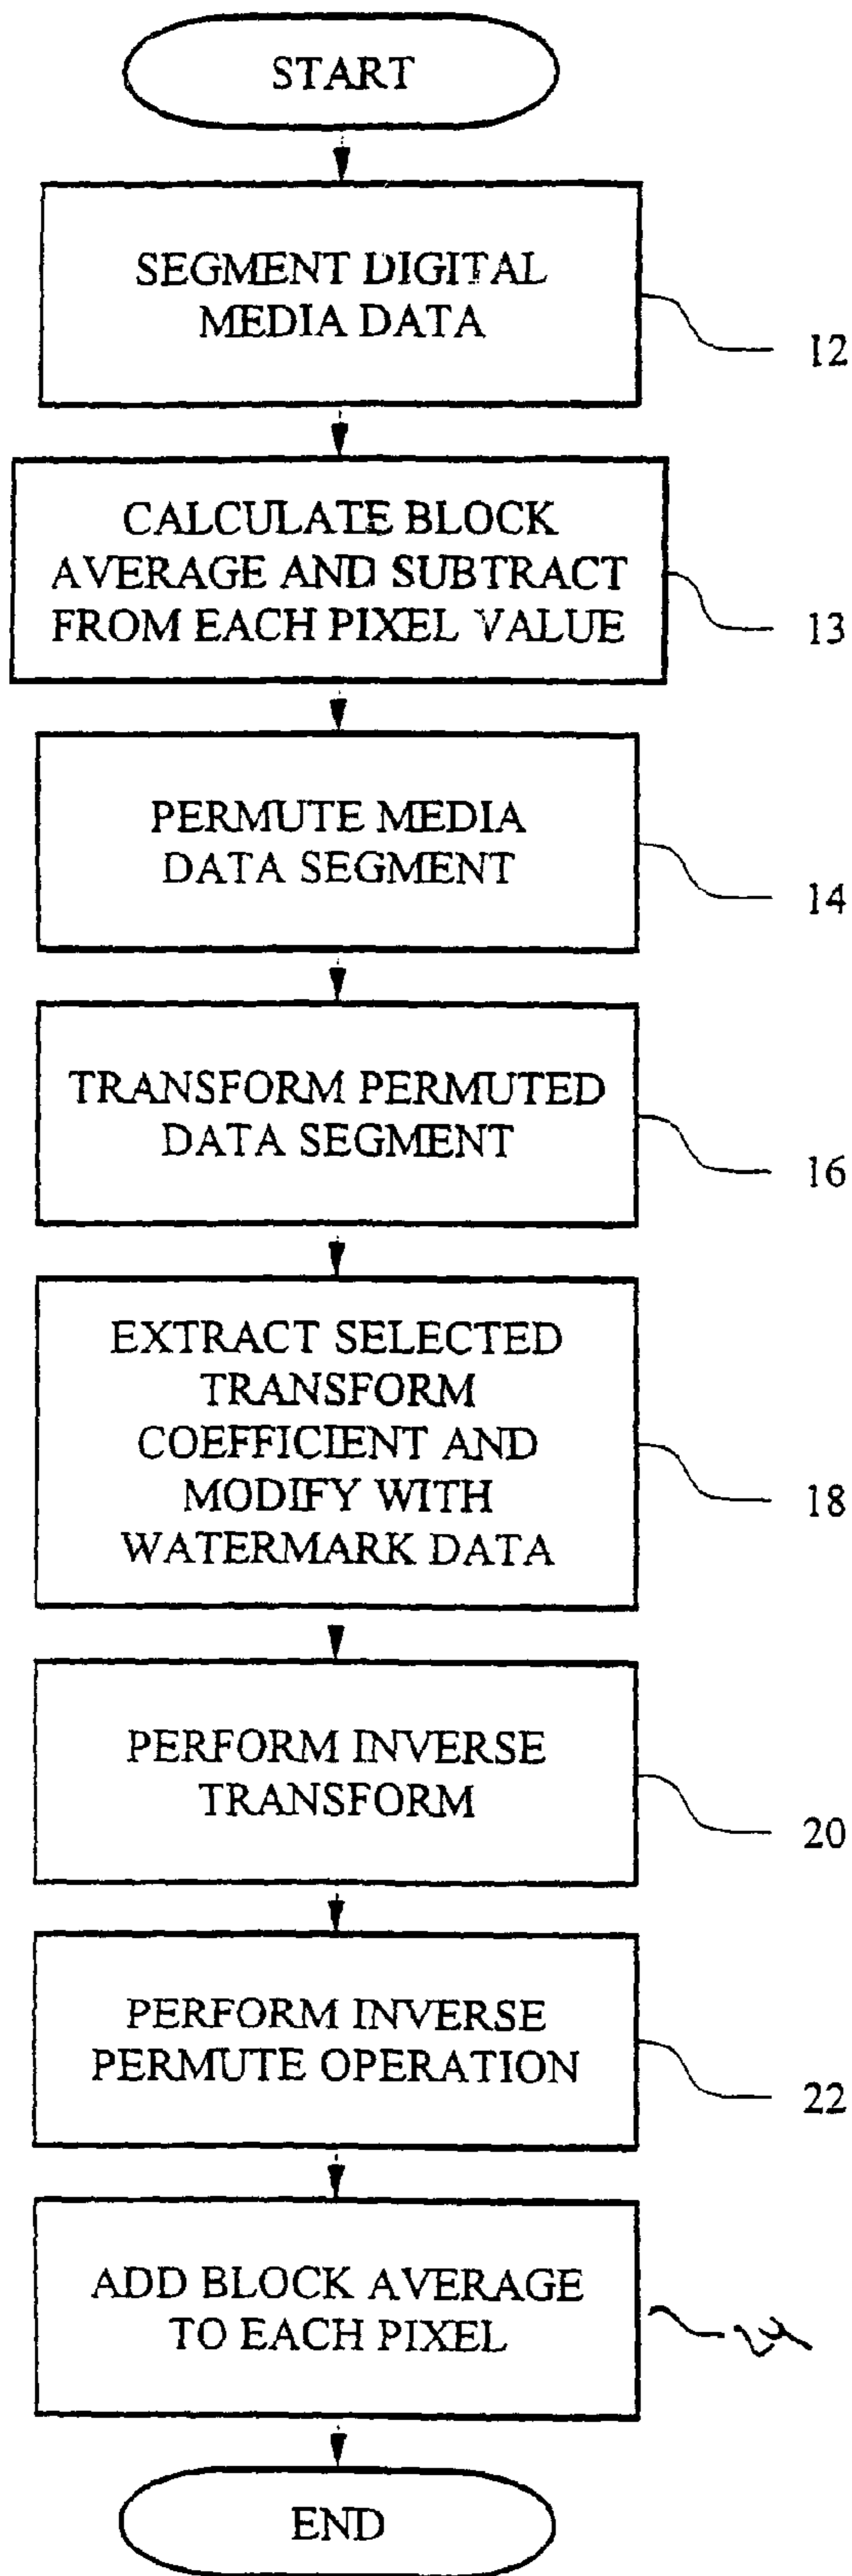 START
SEGMENT DIGITAL
MEDIA DATA
12
CALCULATE BLOCK
AVERAGE AND SUBTRACT
FROM EACH PIXEL VALUE
13
PERMUTE MEDIA
DATA SEGMENT
14
TRANSFORM PERMUTED
DATA SEGMENT
16
EXTRACT SELECTED
TRANSFORM
COEFFICIENT AND
MODIFY WITH
WATERMARK DATA
18
PERFORM INVERSE
TRANSFORM
20
PERFORM INVERSE
PERMUTE OPERATION
22
ADD BLOCK AVERAGE
TO EACH PIXEL
24
END